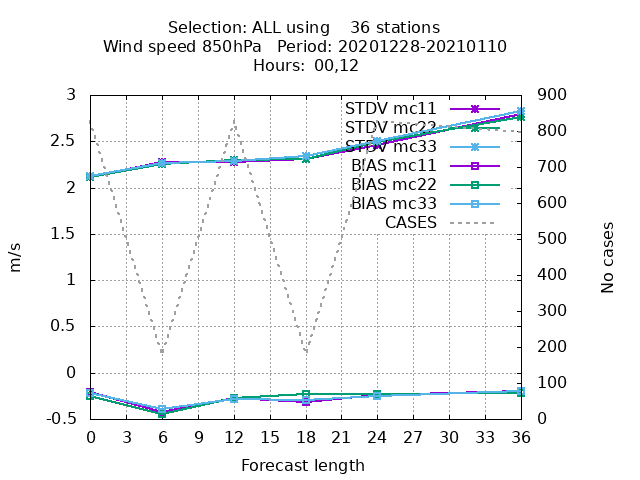 Selection: ALL using 36 stations
Wind speed 850hPa Period: 20201228-20210110
Hours: 00,12
STDV mc11
STDV mc22
STDV mc33
BIAS mc11
BIAS mc22
BIAS mc33
CASES
3
2.5
2
1.5
1
0.5
0
-0.5
m/s
900
800
700
600
500
400
300
200
100
0
No cases
0 3 6 9 12 15 18 21 24 27 30 33 36
Forecast length